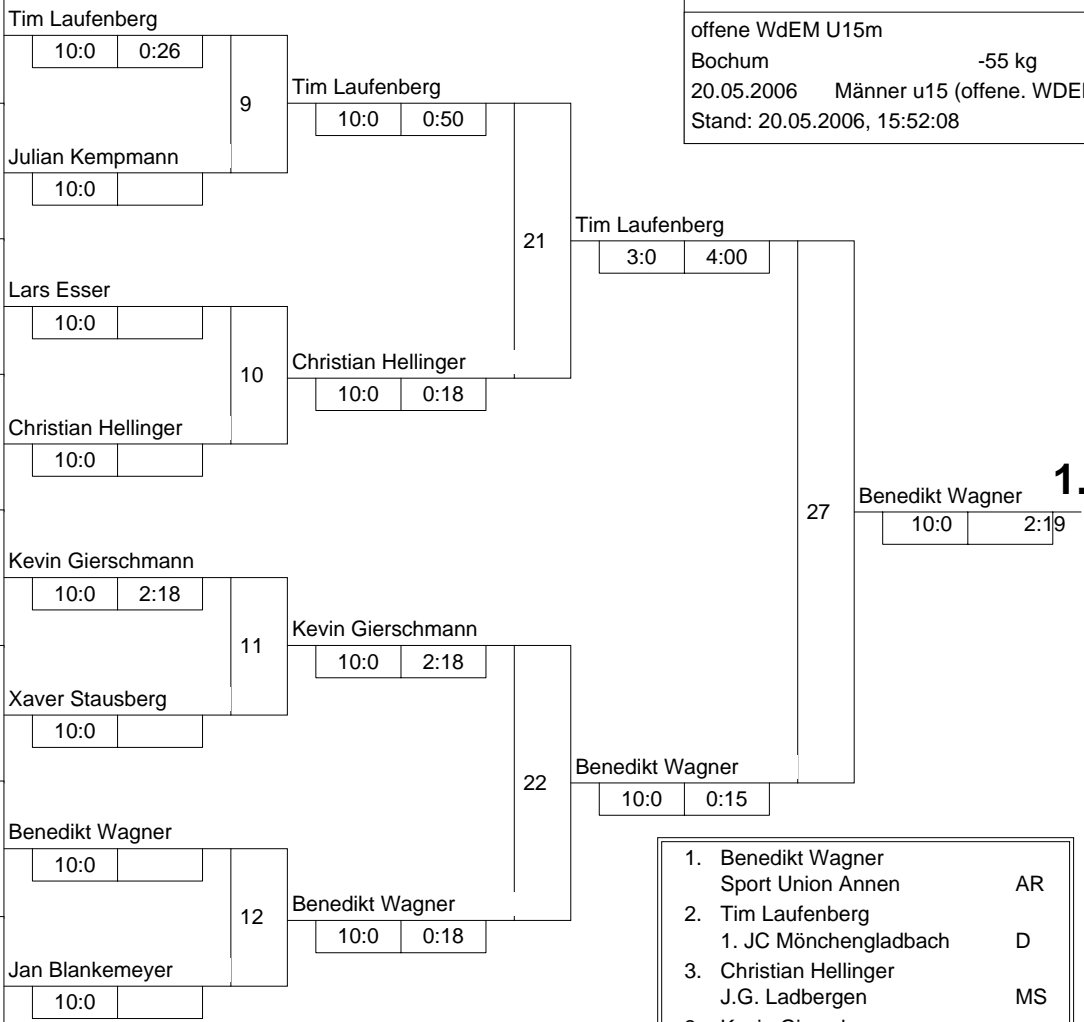 Tim Laufenberg
10:0 0:26
9
Julian Kempmann
10:0
Lars Esser
10:0
10
Christian Hellinger
10:0
Kevin Gierschmann
10:0 2:18
11
Xaver Stausberg
10:0
Benedikt Wagner
10:0
12
Jan Blankemeyer
10:0
Tim Laufenberg
10:0 0:50
21
Christian Hellinger
10:0 0:18
Kevin Gierschmann
10:0 2:18
22
Benedikt Wagner
10:0 0:18
Tim Laufenberg
3:0 4:00
27
Benedikt Wagner
10:0 0:15
Benedikt Wagner 1.
10:0 2:19
offene WdEM U15m
Bochum -55 kg
20.05.2006 Männer u15 (offene. WDE
Stand: 20.05.2006, 15:52:08
1. Benedikt Wagner
Sport Union Annen AR
2. Tim Laufenberg
1. JC Mönchengladbach D
3. Christian Hellinger
J.G. Ladbergen MS